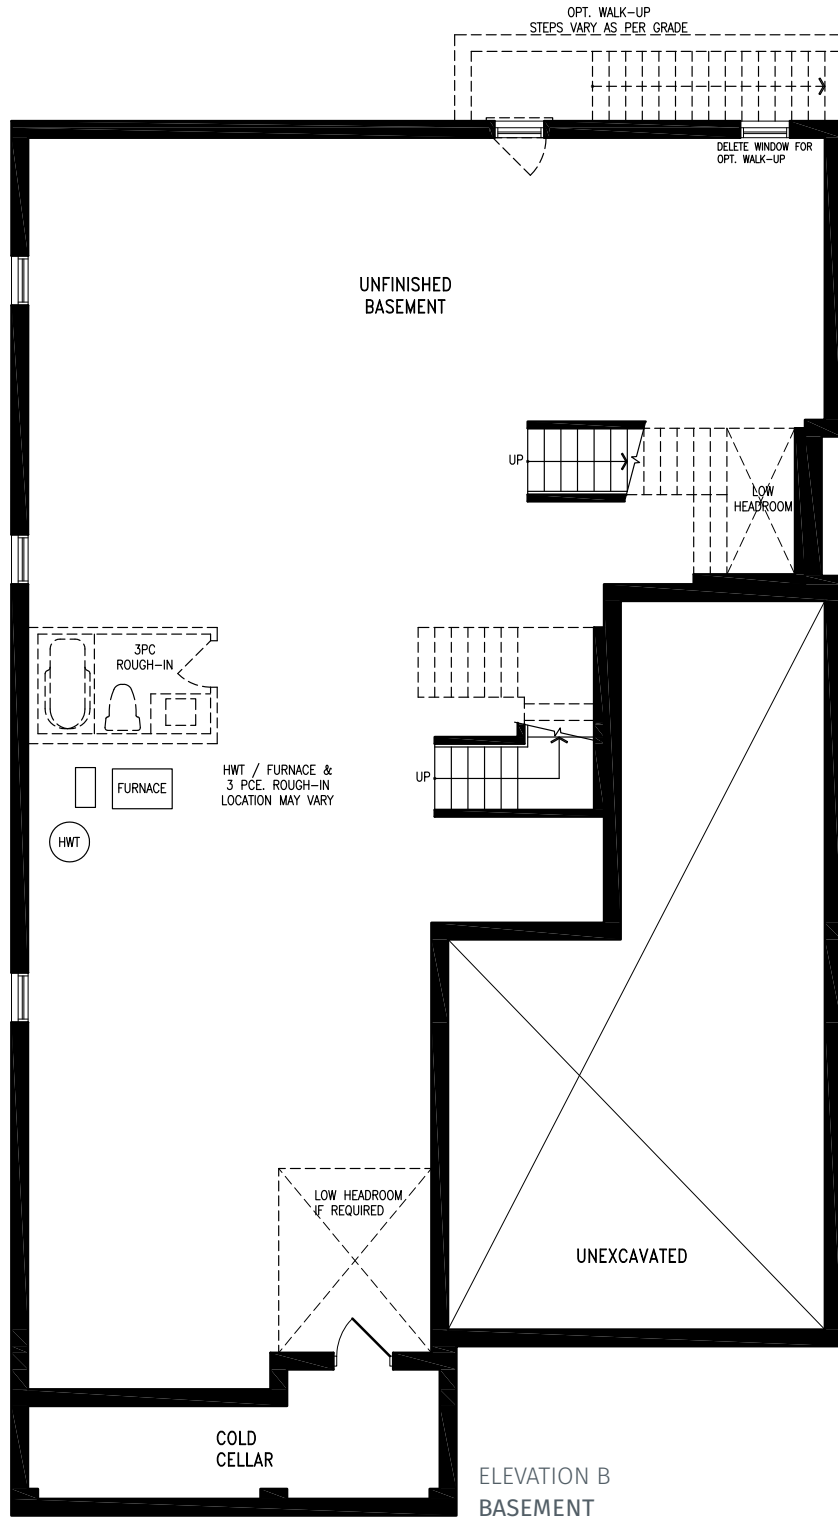 OPT. WALK-UP
STEPS VARY AS PER GRADE
DELETE WINDOW FOR
OPT. WALK-UP
UNFINISHED
BASEMENT
UP
LOW
HEADROOM
3PC
ROUGH-IN
HWT / FURNACE &
3 PCE. ROUGH-IN
LOCATION MAY VARY
UP
FURNACE
HWT
LOW HEADROOM
IF REQUIRED
UNEXCAVATED
COLD
CELLAR
ELEVATION B
BASEMENT